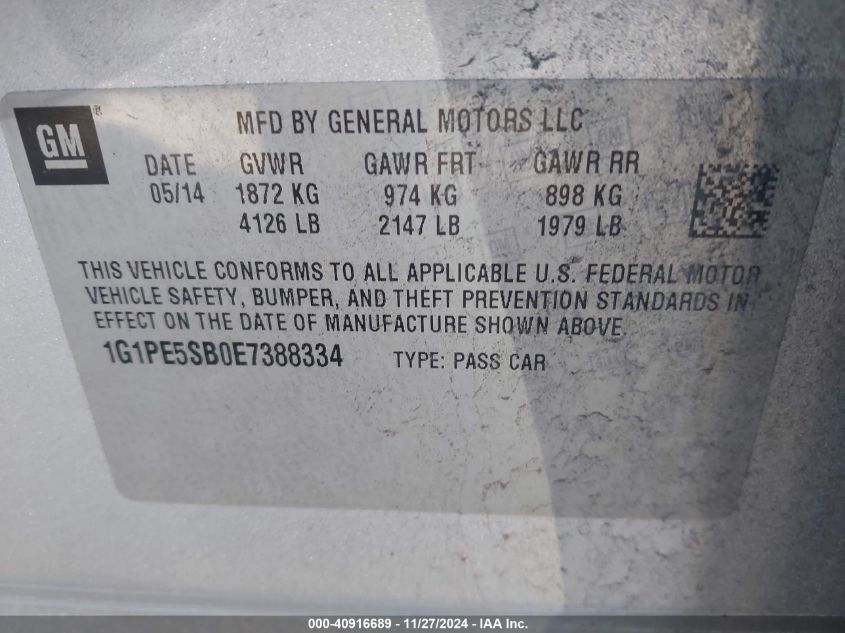 GM
®
MFD BY GENERAL MOTORS LLC
DATE GVWR GAWR FRT GAWR RR
05/14 1872 KG 974 KG 898 KG
4126 LB 2147 LB 1979 LB
THIS VEHICLE CONFORMS TO ALL APPLICABLE U.S. FEDERAL MOTOR
VEHICLE SAFETY, BUMPER, AND THEFT PREVENTION STANDARDS IN
EFFECT ON THE DATE OF MANUFACTURE SHOWN ABOVE.
1G1PE5SB0E7388334 TYPE: PASS CAR
000-40916689 - 11/27/2024 - IAA Inc.